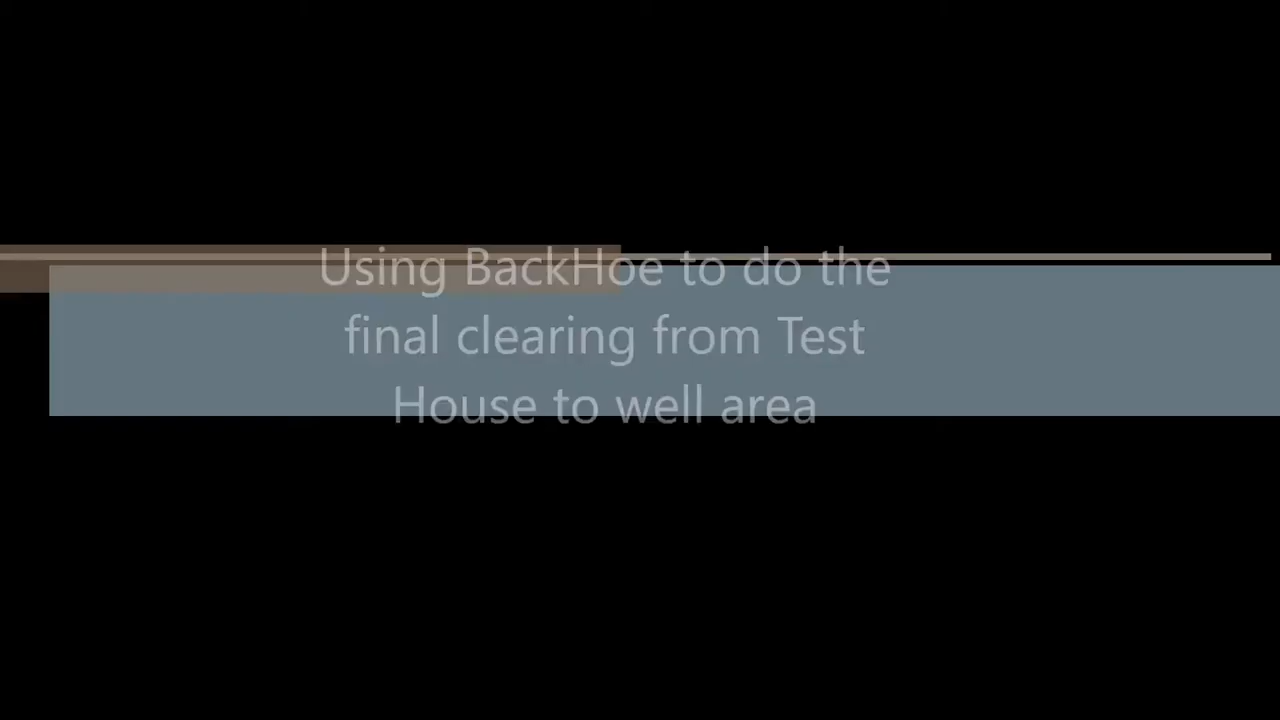 Using BackHoe to do the
final clearing from Test
House to well area